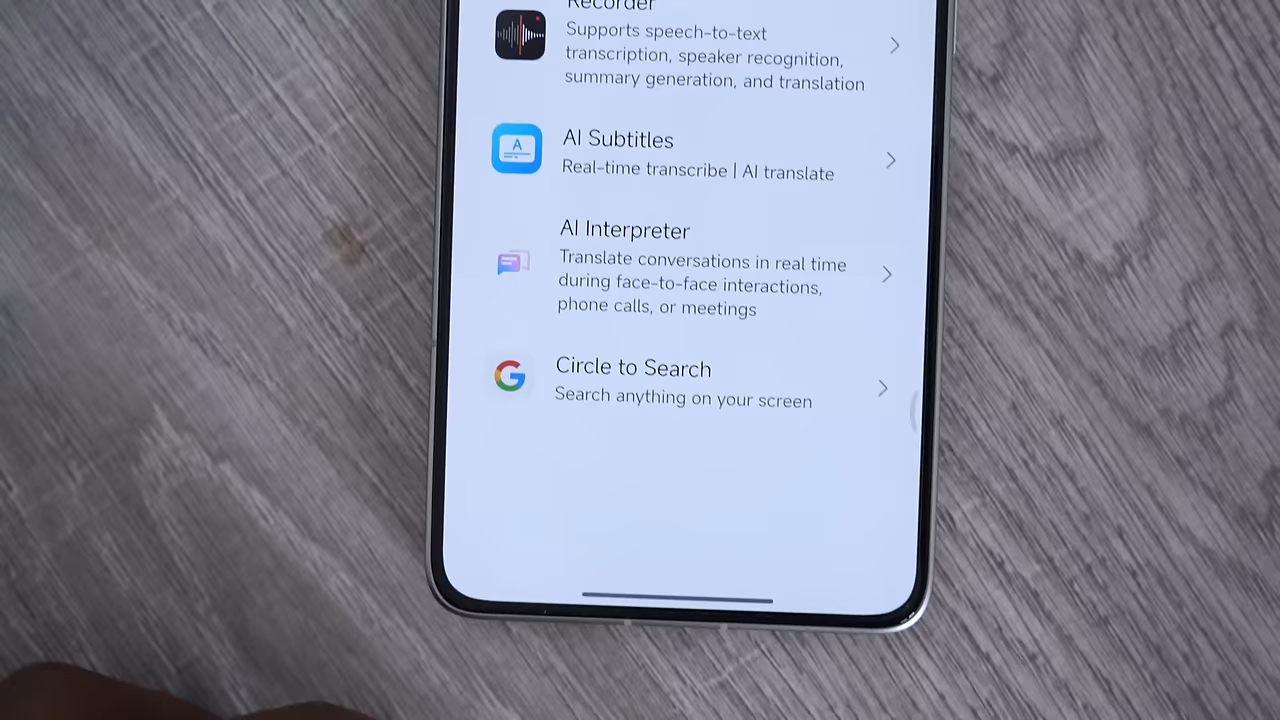 Recorder
Supports speech-to-text
transcription, speaker recognition,
summary generation, and translation
A
AI Subtitles
Real-time transcribe | AI translate
AI Interpreter
Translate conversations in real time
during face-to-face interactions,
phone calls, or meetings
G
Circle to Search
Search anything on your screen